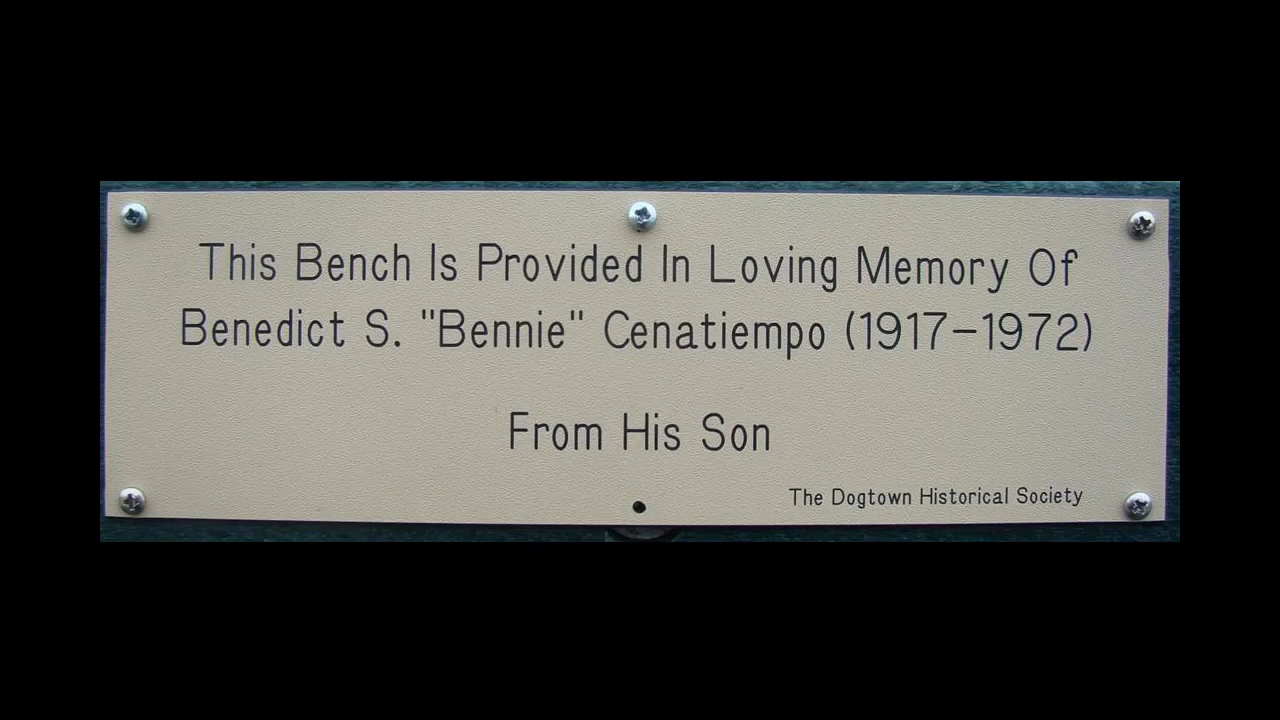 This Bench Is Provided In Loving Memory Of
Benedict S. "Bennie" Cenatiempo (1917-1972)
From His Son
The Dogtown Historical Society